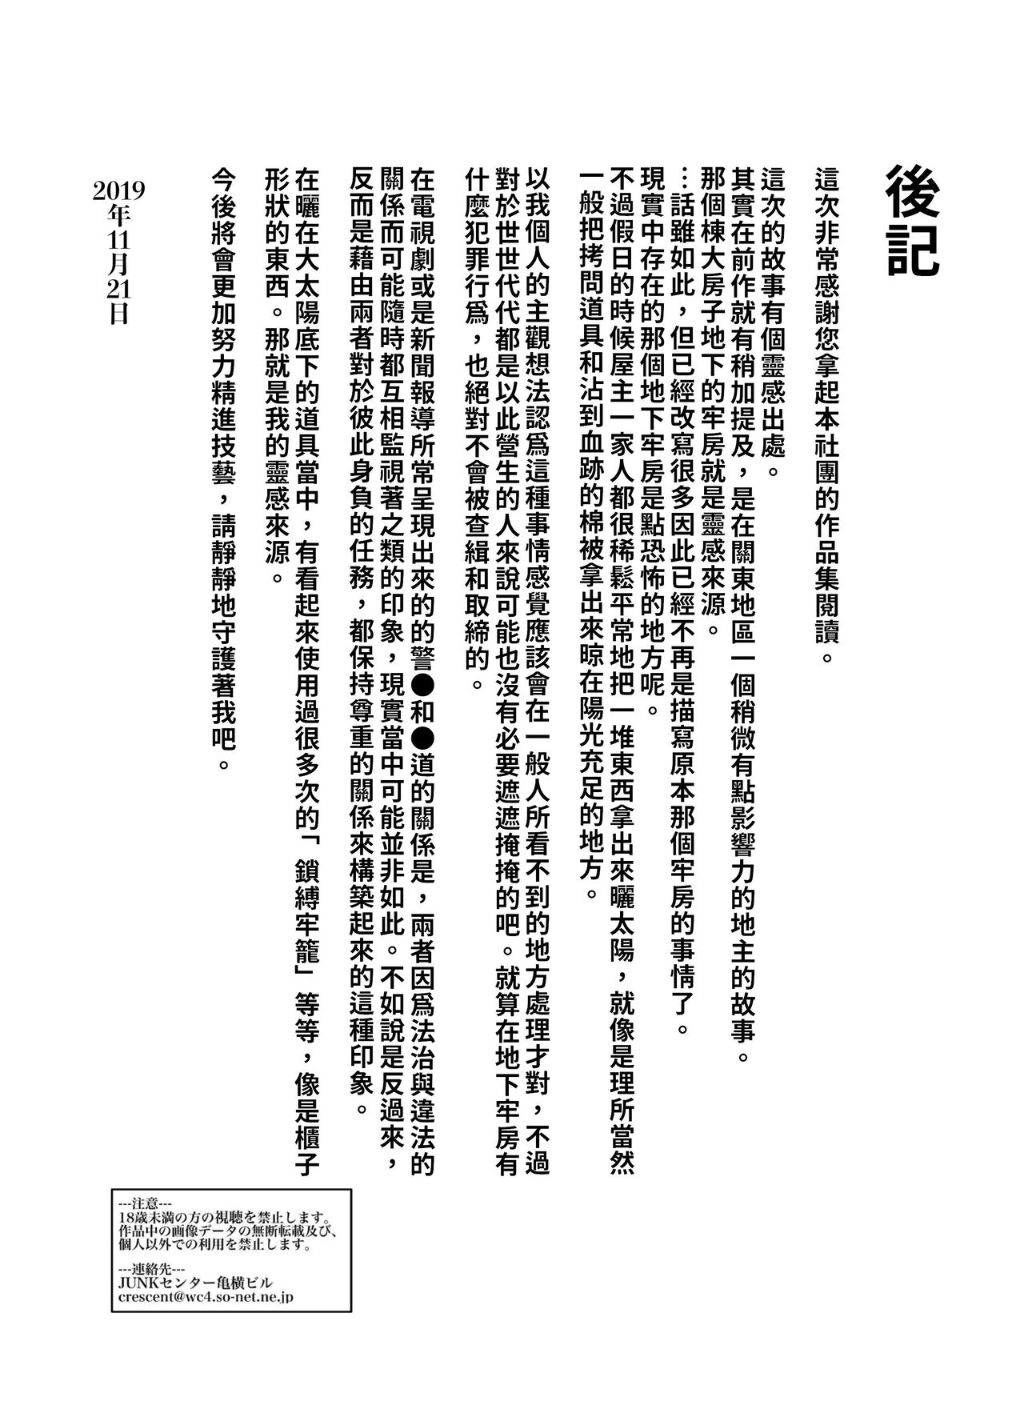 後記
這次非常感謝您拿起本社團的作品集閱讀。
這次的故事有個靈感出處。
其實在前作就有稍加提及，是在關東地區一個稍微有點影響力的地主的故事。
那個棟大房子地下的牢房就是靈感來源。
…話雖如此，但已經改寫很多因此已經不再是描寫原本那個牢房的事情了。
現實中存在的那個地下牢房是點恐怖的地方呢。
不過假日的時候屋主一家人都很稀鬆平常地把一堆東西拿出來曬太陽，就像是理所當然
一般把拷問道具和沾到血跡的棉被拿出來晾在陽光充足的地方。
以我個人的主觀想法認爲這種事情感覺應該會在一般人所看不到的地方處理才對，不過
對於世世代代都是以此營生的人來說可能也沒有必要遮遮掩掩的吧。就算在地下牢房有
什麼犯罪行爲，也絕對不會被查緝和取締的。
在電視劇或是新聞報導所常呈現出來的的警●和●道的關係是，兩者因爲法治與違法的
關係而可能隨時都互相監視著之類的印象，現實當中可能並非如此。不如說是反過來，
反而是藉由兩者對於彼此身負的任務，都保持尊重的關係來構築起來的這種印象。
在曬在大太陽底下的道具當中，有看起來使用過很多次的「鎖縛牢籠」等等，像是櫃子
形狀的東西。那就是我的靈感來源。
今後將會更加努力精進技藝，請靜靜地守護著我吧。
2019年11月21日
---注意---
18歳未満の方の視聴を禁止します。
作品中の画像データの無断転載及び、
個人以外での利用を禁止します。
---連絡先---
JUNKセンター亀横ビル
crescent@wc4.so-net.ne.jp